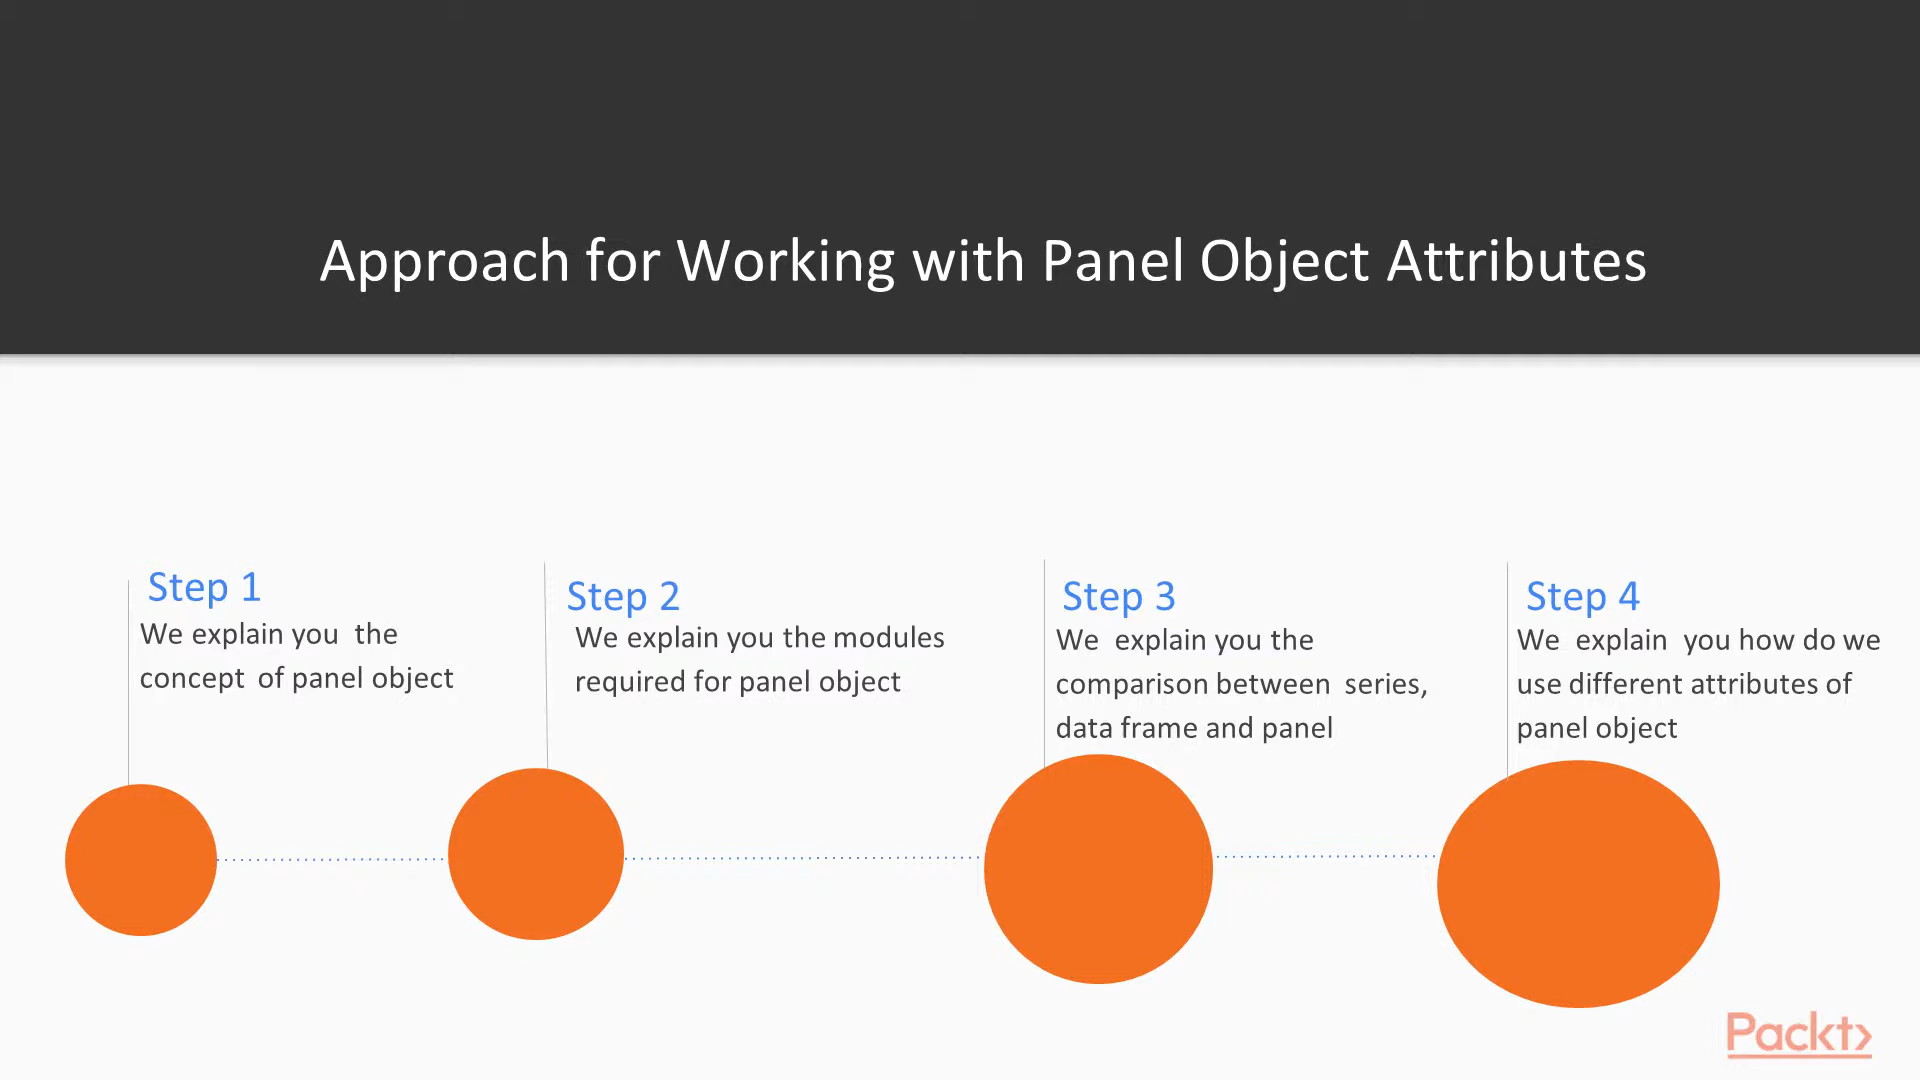 Approach for Working with Panel Object Attributes
Step 1
We explain you the
concept of panel object
Step 2
We explain you the modules
required for panel object
Step 3
We explain you the
comparison between series,
data frame and panel
Step 4
We explain you how do we
use different attributes of
panel object
Packt>